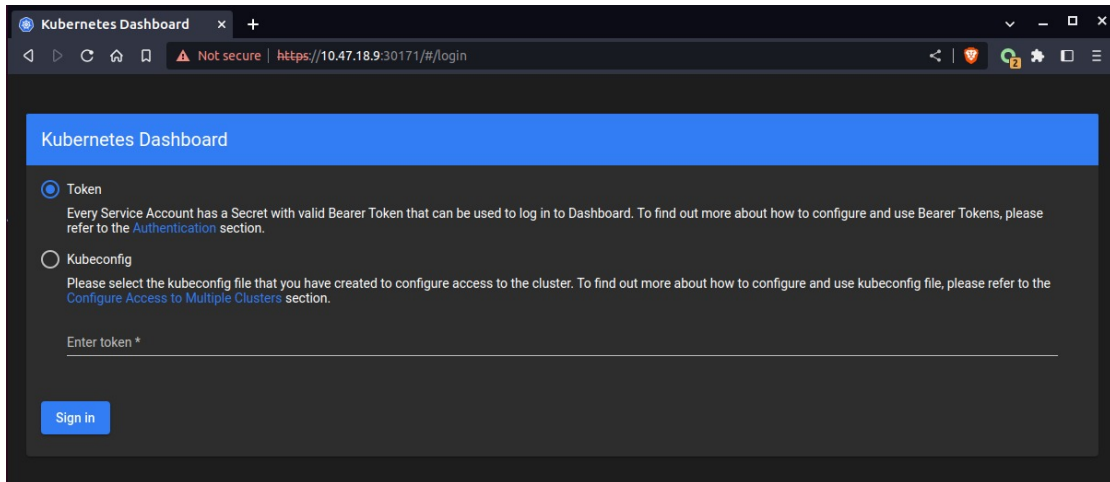 Kubernetes Dashboard
Not secure | https://10.47.18.9:30171/#/login
2
Kubernetes Dashboard
Token
Every Service Account has a Secret with valid Bearer Token that can be used to log in to Dashboard. To find out more about how to configure and use Bearer Tokens, please
refer to the Authentication section.
Kubeconfig
Please select the kubeconfig file that you have created to configure access to the cluster. To find out more about how to configure and use kubeconfig file, please refer to the
Configure Access to Multiple Clusters section.
Enter token *
Sign in